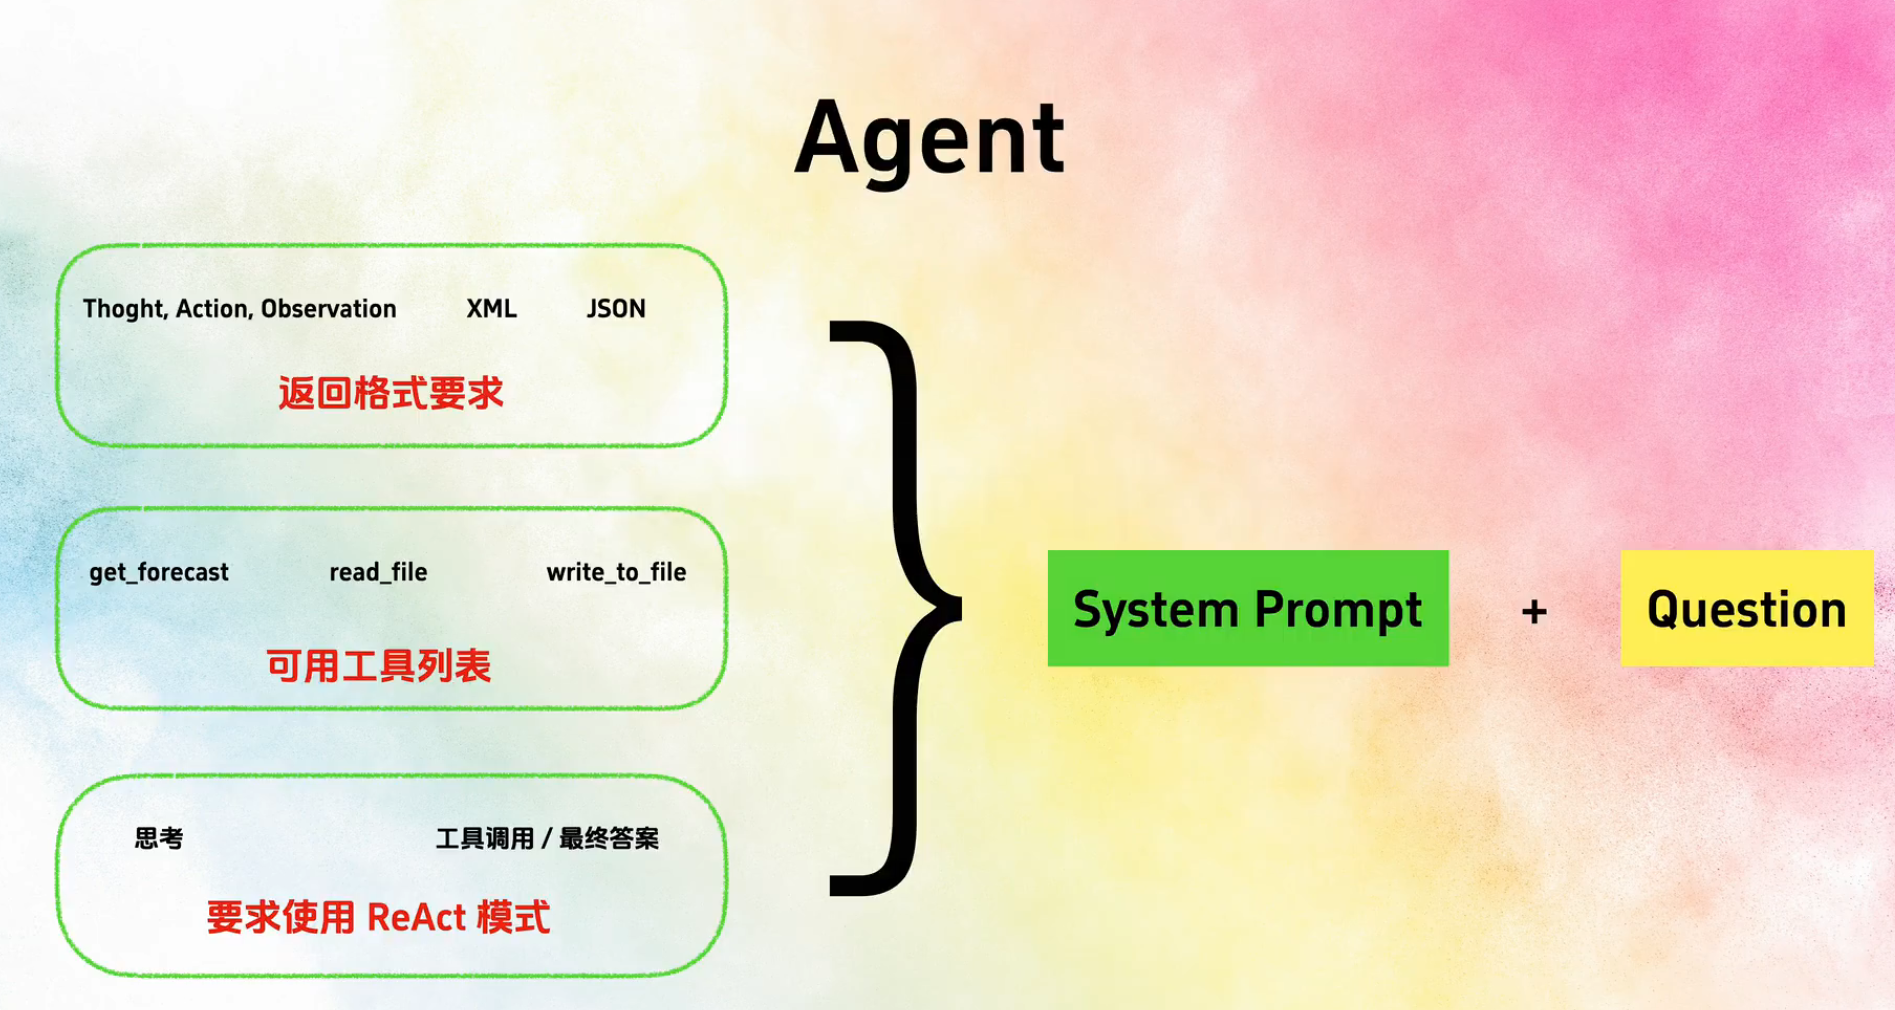 Agent
Thoght, Action, Observation XML JSON
返回格式要求
get_forecast read_file write_to_file
可用工具列表
思考 工具调用 / 最终答案
要求使用 ReAct 模式
System Prompt + Question